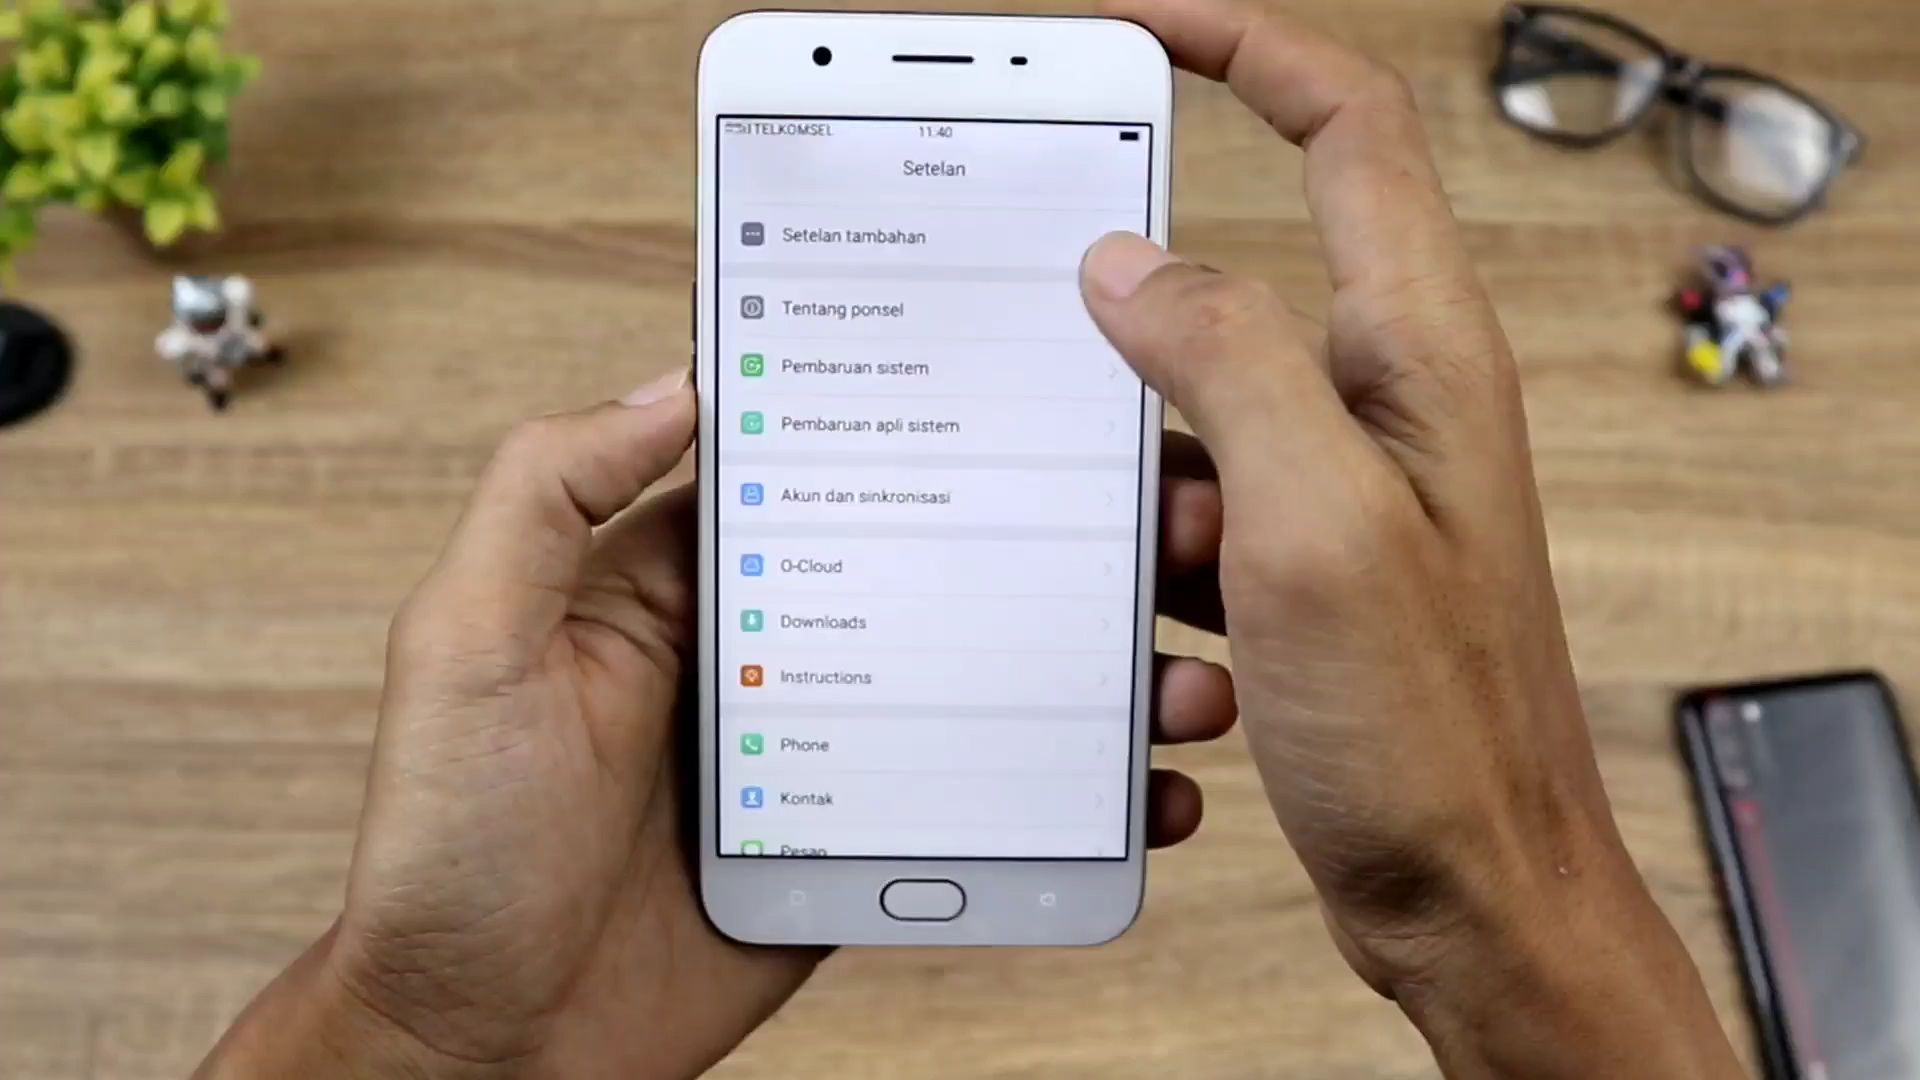 TELKOMSEL 11.40
Setelan
Setelan tambahan
Tentang ponsel
Pembaruan sistem
Pembaruan apli sistem
Akun dan sinkronisasi
O-Cloud
Downloads
Instructions
Phone
Kontak
Pesan